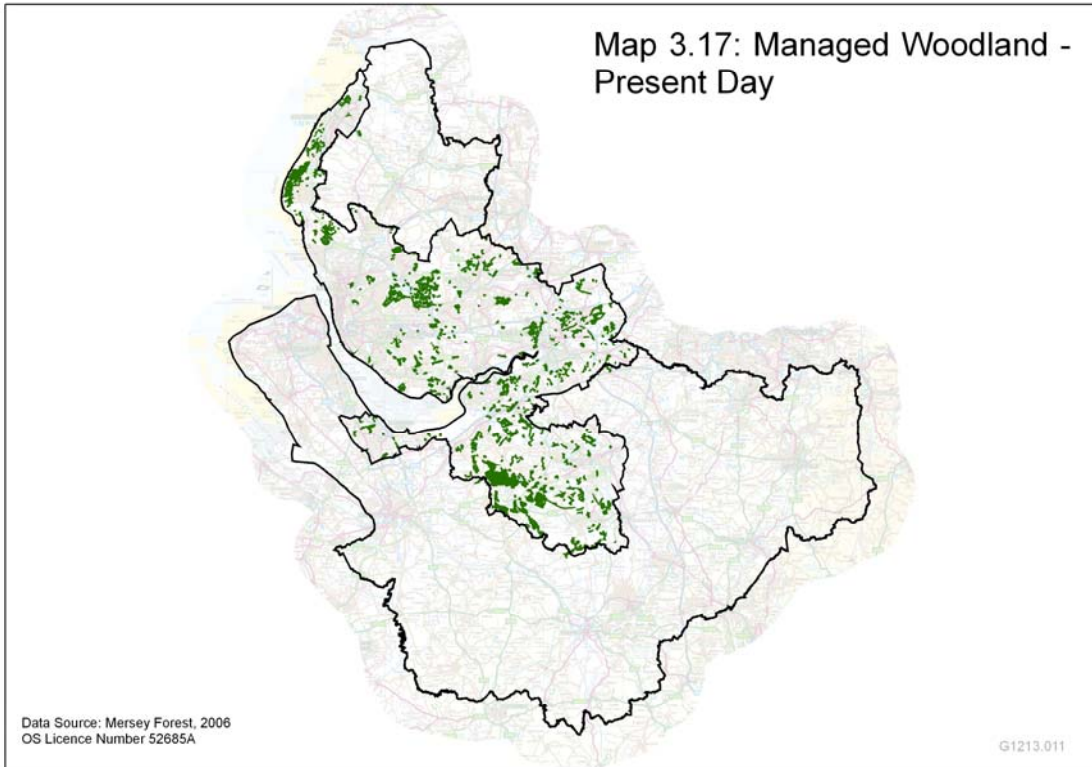 Map 3.17: Managed Woodland -
Present Day
Data Source: Mersey Forest, 2006
OS Licence Number 52685A
G1213.011